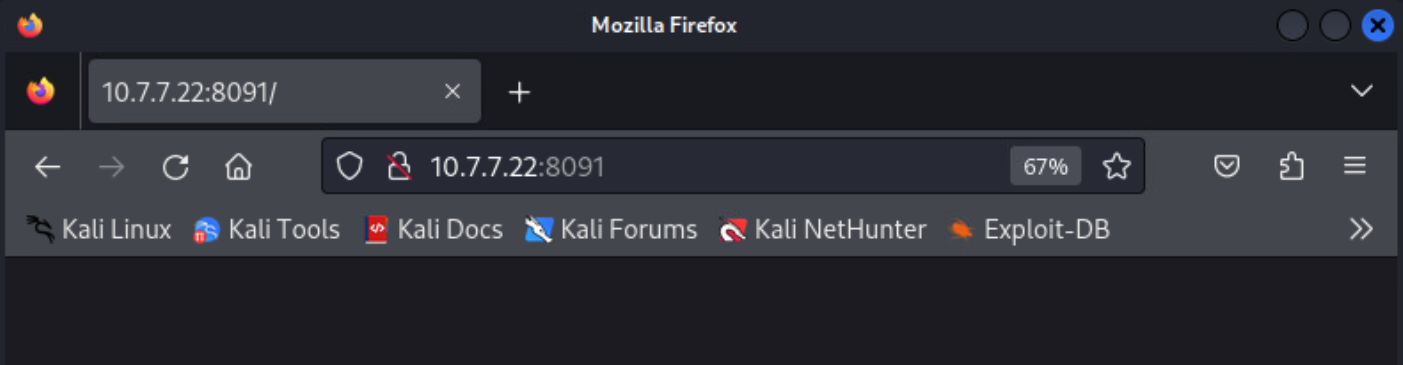 Mozilla Firefox
10.7.7.22:8091/
10.7.7.22:8091 67%
Kali Linux Kali Tools Kali Docs Kali Forums Kali NetHunter Exploit-DB